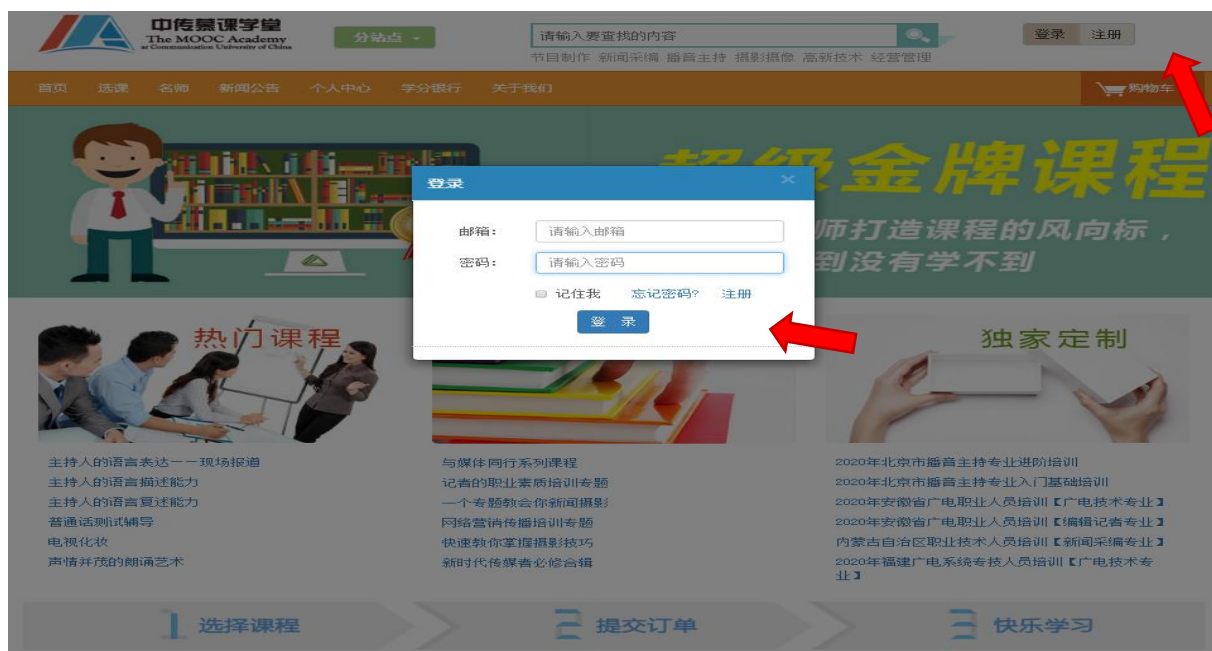 中传慕课学堂
The MOOC Academy
at Communication University of China
分站点
请输入要查找的内容
登录 注册
节目制作 新闻采编 播音主持 摄影摄像 高新技术 经营管理
首页 选课 名师 新闻公告 个人中心 学分银行 关于我们
购物车
超级金牌课程
师打造课程的风向标，
到没有学不到
登录 ×
邮箱： 请输入邮箱
密码： 请输入密码
记住我 忘记密码? 注册
登 录
热门课程
独家定制
主持人的语言表达——现场报道
主持人的语言描述能力
主持人的语言复述能力
普通话测试辅导
电视化妆
声情并茂的朗诵艺术
与媒体同行系列课程
记者的职业素质培训专题
一个专题教会你新闻摄影
网络营销传播培训专题
快速教你掌握摄影技巧
新时代传媒者必修合辑
2020年北京市播音主持专业进阶培训
2020年北京市播音主持专业入门基础培训
2020年安徽省广电职业人员培训【广电技术专业】
2020年安徽省广电职业人员培训【编辑记者专业】
内蒙古自治区职业技术人员培训【新闻采编专业】
2020年福建广电系统专技人员培训【广电技术专
业】
1 选择课程
2 提交订单
3 快乐学习